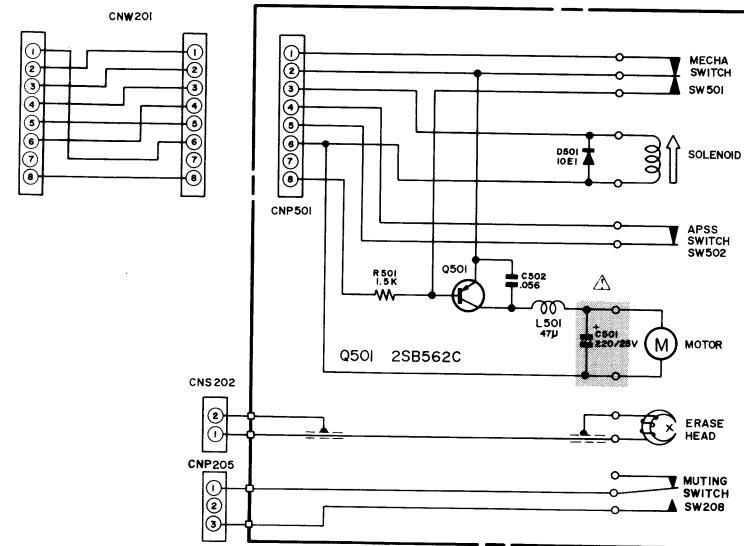 CNW201
1 1
2 2
3 3
4 4
5 5
6 6
7 7
8 8
CNP501
1
2
3
4
5
6
7
8
MECHA
SWITCH
SW501
D501
10E1
SOLENOID
APSS
SWITCH
SW502
R501
1.5K
Q501
C502
.056
L501
47μ
+
C501
220/25V
M
MOTOR
Q501 2SB562C
CNS202
2
1
ERASE
HEAD
CNP205
1
2
3
MUTING
SWITCH
SW208